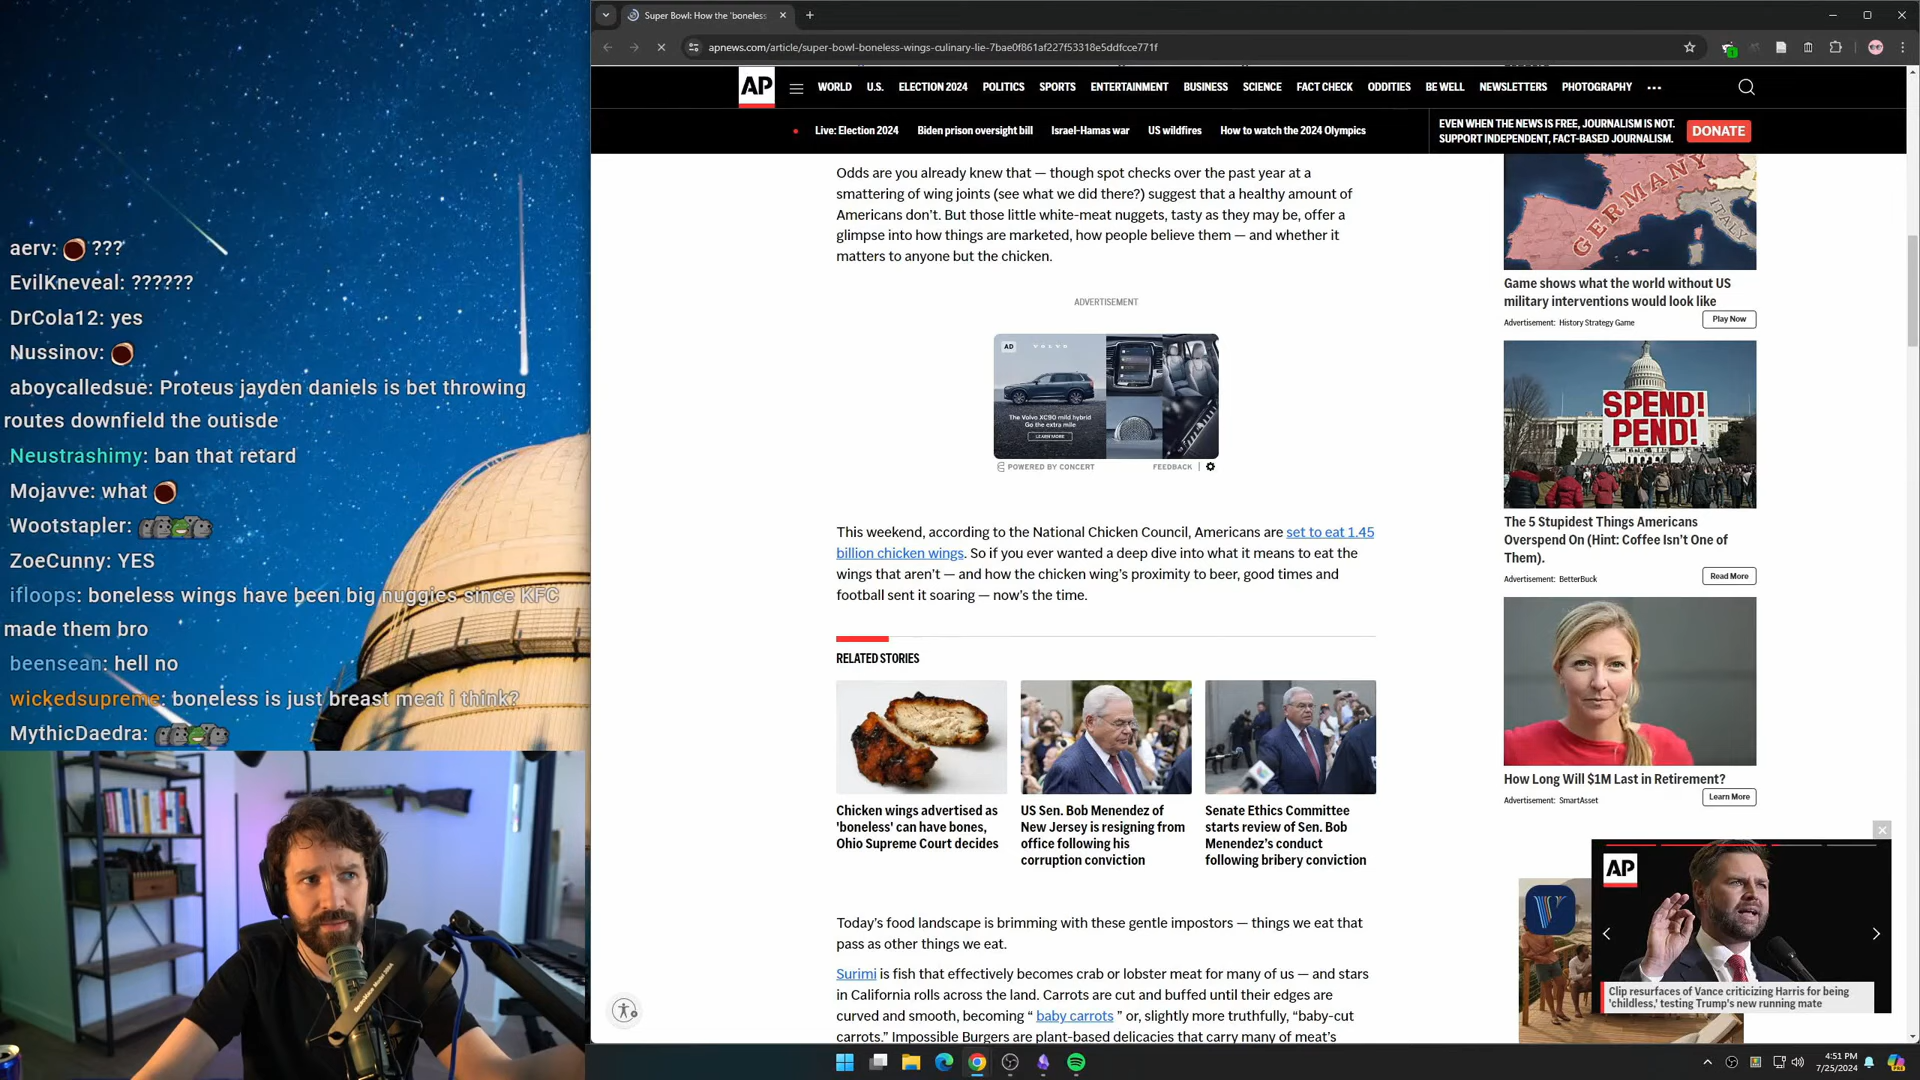 Super Bowl: How the 'boneless
apnews.com/article/super-bowl-boneless-wings-culinary-lie-7bae0f861af227f53318e5ddfcce771f
AP
WORLD U.S. ELECTION 2024 POLITICS SPORTS ENTERTAINMENT BUSINESS SCIENCE FACT CHECK ODDITIES BE WELL NEWSLETTERS PHOTOGRAPHY
Live: Election 2024 Biden prison oversight bill Israel-Hamas war US wildfires How to watch the 2024 Olympics
EVEN WHEN THE NEWS IS FREE, JOURNALISM IS NOT.
SUPPORT INDEPENDENT, FACT-BASED JOURNALISM.
DONATE
aerv: ???
EvilKneveal: ??????
DrCola12: yes
Nussinov:
aboycalledsue: Proteus jayden daniels is bet throwing
routes downfield the outisde
Neustrashimy: ban that retard
Mojavve: what
Wootstapler:
ZoeCunny: YES
ifloops: boneless wings have been big nuggies since KFC
made them bro
beensean: hell no
wickedsupreme: boneless is just breast meat i think?
MythicDaedra:
Odds are you already knew that — though spot checks over the past year at a
smattering of wing joints (see what we did there?) suggest that a healthy amount of
Americans don't. But those little white-meat nuggets, tasty as they may be, offer a
glimpse into how things are marketed, how people believe them — and whether it
matters to anyone but the chicken.
ADVERTISEMENT
AD
VOLVO
The Volvo XC90 mild hybrid
Go the extra mile
LEARN MORE
POWERED BY CONCERT
FEEDBACK
This weekend, according to the National Chicken Council, Americans are set to eat 1.45
billion chicken wings. So if you ever wanted a deep dive into what it means to eat the
wings that aren't — and how the chicken wing's proximity to beer, good times and
football sent it soaring — now's the time.
RELATED STORIES
Chicken wings advertised as
'boneless' can have bones,
Ohio Supreme Court decides
US Sen. Bob Menendez of
New Jersey is resigning from
office following his
corruption conviction
Senate Ethics Committee
starts review of Sen. Bob
Menendez's conduct
following bribery conviction
Today's food landscape is brimming with these gentle impostors — things we eat that
pass as other things we eat.
Surimi is fish that effectively becomes crab or lobster meat for many of us — and stars
in California rolls across the land. Carrots are cut and buffed until their edges are
curved and smooth, becoming " baby carrots " or, slightly more truthfully, "baby-cut
carrots." Impossible Burgers are plant-based delicacies that carry many of meat's
GERMANY
ITALY
Game shows what the world without US
military interventions would look like
Advertisement: History Strategy Game
Play Now
SPEND!
PEND!
The 5 Stupidest Things Americans
Overspend On (Hint: Coffee Isn't One of
Them).
Advertisement: BetterBuck
Read More
How Long Will $1M Last in Retirement?
Advertisement: SmartAsset
Learn More
AP
Clip resurfaces of Vance criticizing Harris for being
'childless,' testing Trump's new running mate
4:51 PM
7/25/2024